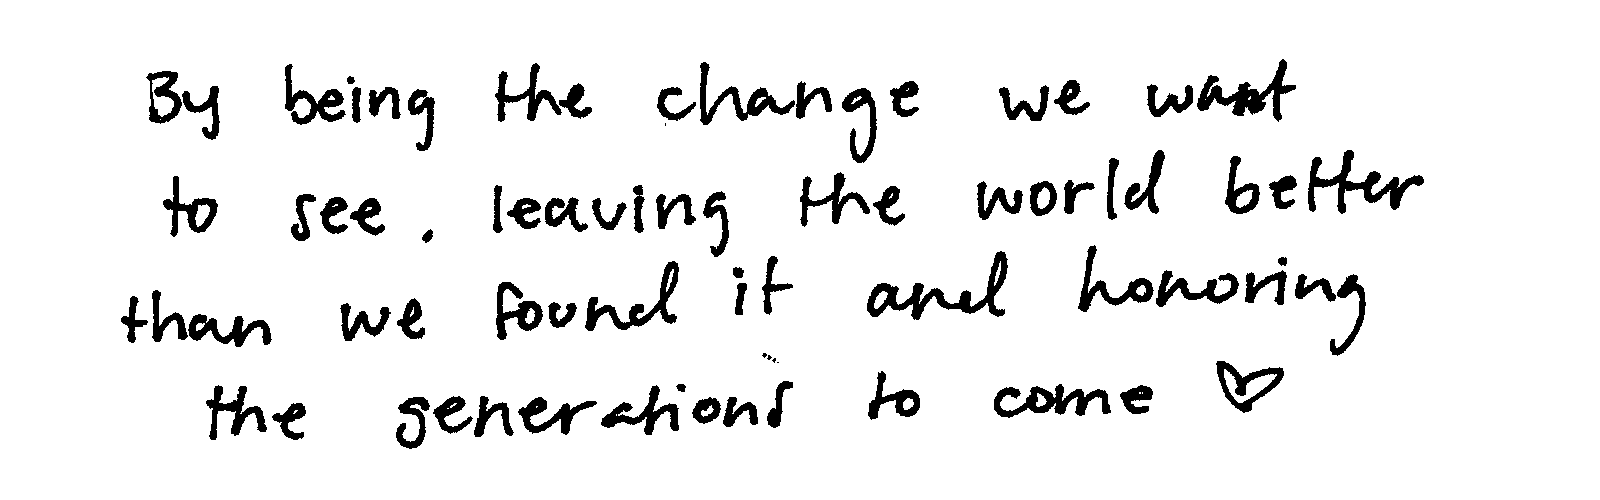 By being the change we want
to see. leaving the world better
than we found it and honoring
the generations to come ♡